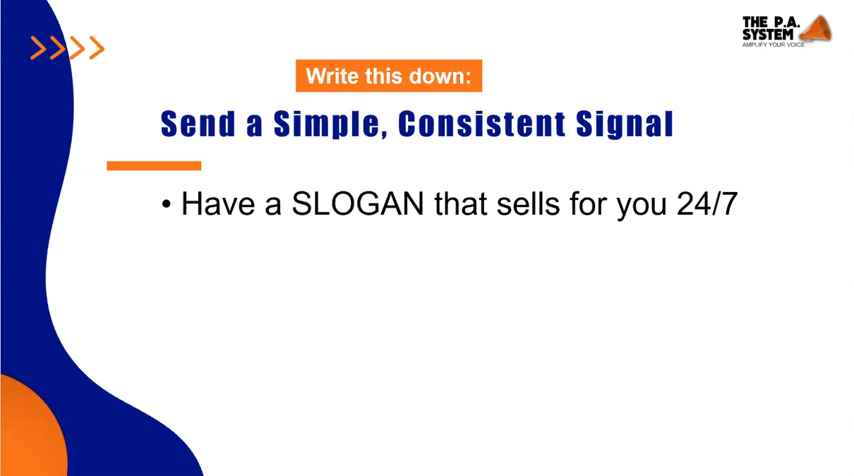 THE P.A.
SYSTEM
AMPLIFY YOUR VOICE
Write this down:
Send a Simple, Consistent Signal
• Have a SLOGAN that sells for you 24/7